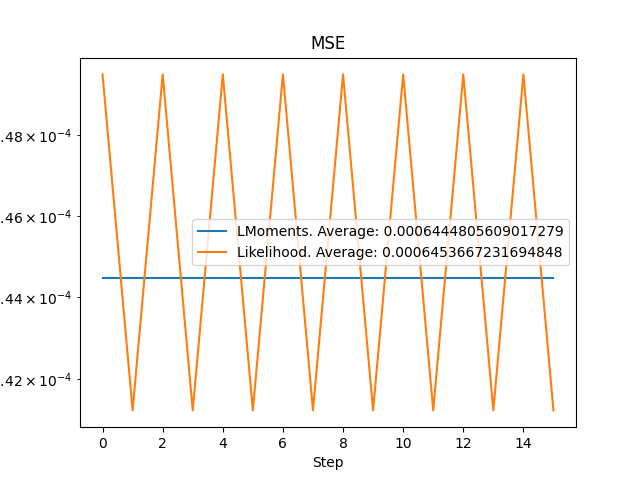 MSE
.48 × 10⁻⁴
.46 × 10⁻⁴
.44 × 10⁻⁴
.42 × 10⁻⁴
LMoments. Average: 0.0006444805609017279
Likelihood. Average: 0.0006453667231694848
0 2 4 6 8 10 12 14
Step